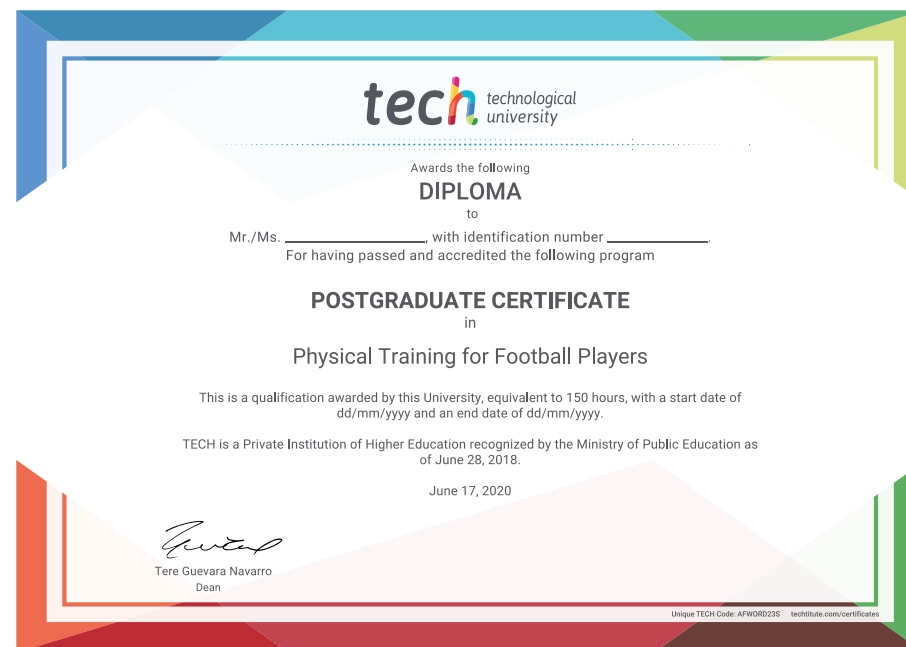 tech technological
university
Awards the following
DIPLOMA
to
Mr./Ms. ____________________, with identification number ______________.
For having passed and accredited the following program
POSTGRADUATE CERTIFICATE
in
Physical Training for Football Players
This is a qualification awarded by this University, equivalent to 150 hours, with a start date of
dd/mm/yyyy and an end date of dd/mm/yyyy.
TECH is a Private Institution of Higher Education recognized by the Ministry of Public Education as
of June 28, 2018.
June 17, 2020
Tere Guevara Navarro
Dean
Unique TECH Code: AFWORD23S techtitute.com/certificates